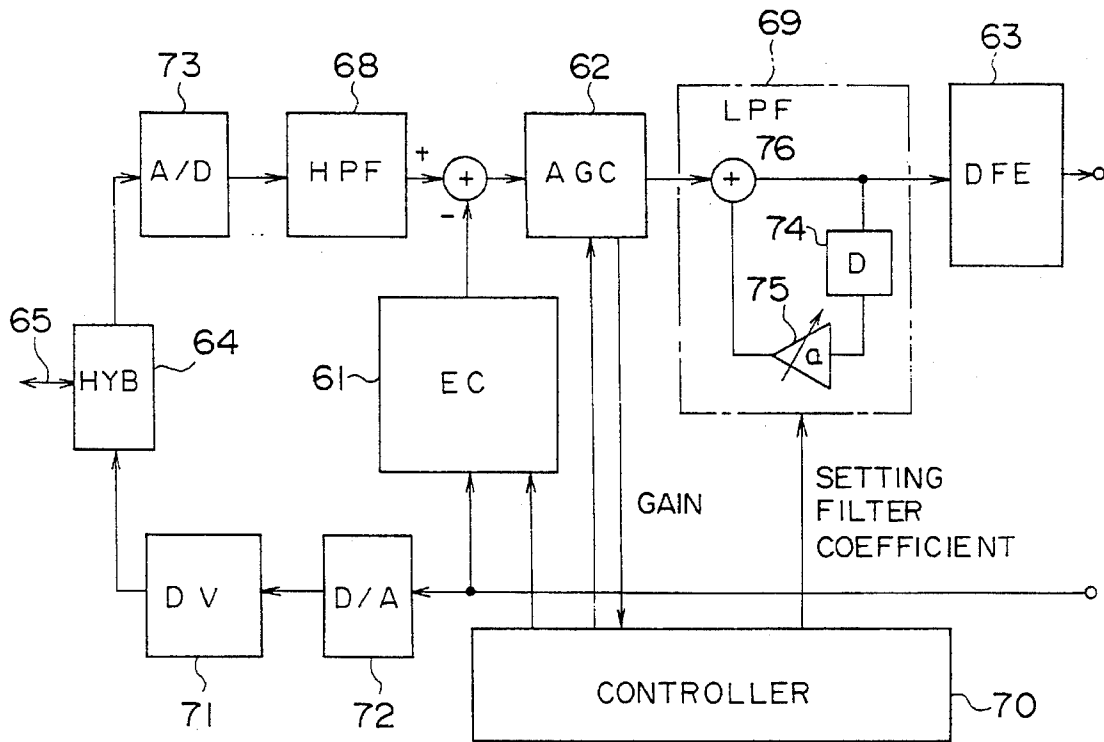 73
68
62
69
63
LPF
76
A/D
HPF
+
+
-
AGC
+
DFE
74
D
75
a
65
64
HYB
61
EC
GAIN
SETTING
FILTER
COEFFICIENT
DV
D/A
71
72
CONTROLLER
70